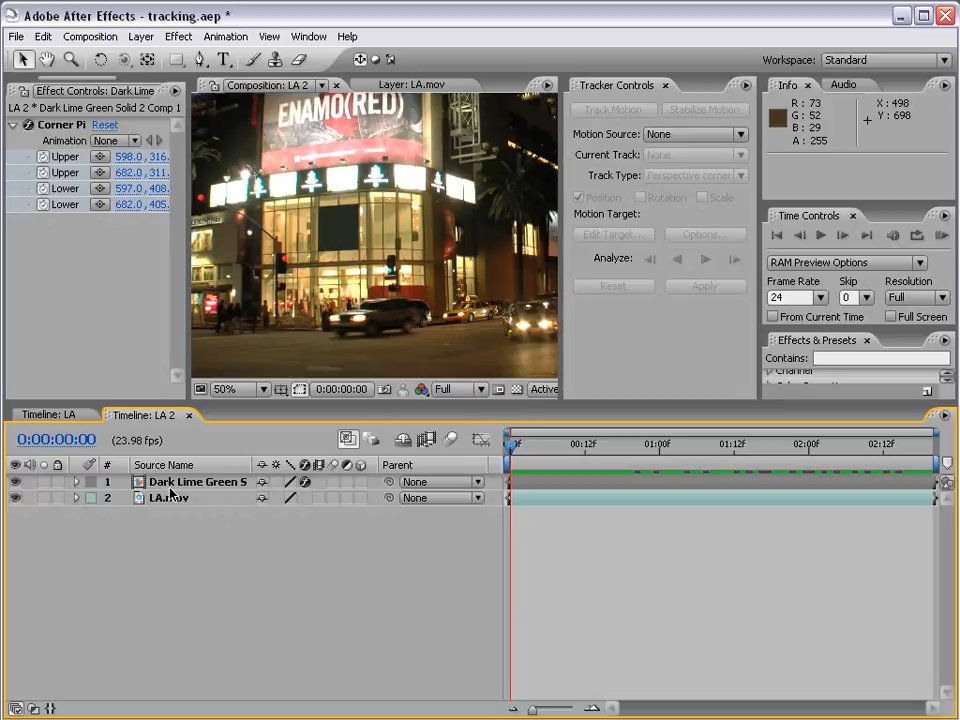 Adobe After Effects - tracking.aep *
File Edit Composition Layer Effect Animation View Window Help
Workspace: Standard
Effect Controls: Dark Lime
LA 2 * Dark Lime Green Solid 2 Comp 1
Corner Pi Reset
Animation None
Upper 598.0, 316.
Upper 682.0, 311.
Lower 597.0, 408.
Lower 682.0, 405.
Composition: LA 2
Layer: LA.mov
ENAMO(RED)
50% 0:00:00:00 Full Active
Tracker Controls
Track Motion Stabilize Motion
Motion Source: None
Current Track: None
Track Type: Perspective corner
Position Rotation Scale
Motion Target:
Edit Target... Options...
Analyze:
Reset Apply
Info Audio
R: 73 X: 498
G: 52 Y: 698
B: 29
A: 255
Time Controls
RAM Preview Options
Frame Rate Skip Resolution
24 0 Full
From Current Time Full Screen
Effects & Presets
Contains:
Channel
Timeline: LA Timeline: LA 2
0:00:00:00 (23.98 fps)
0F 00:12F 01:00F 01:12F 02:00F 02:12F
# Source Name Parent
1 Dark Lime Green S None
2 LA.mov None